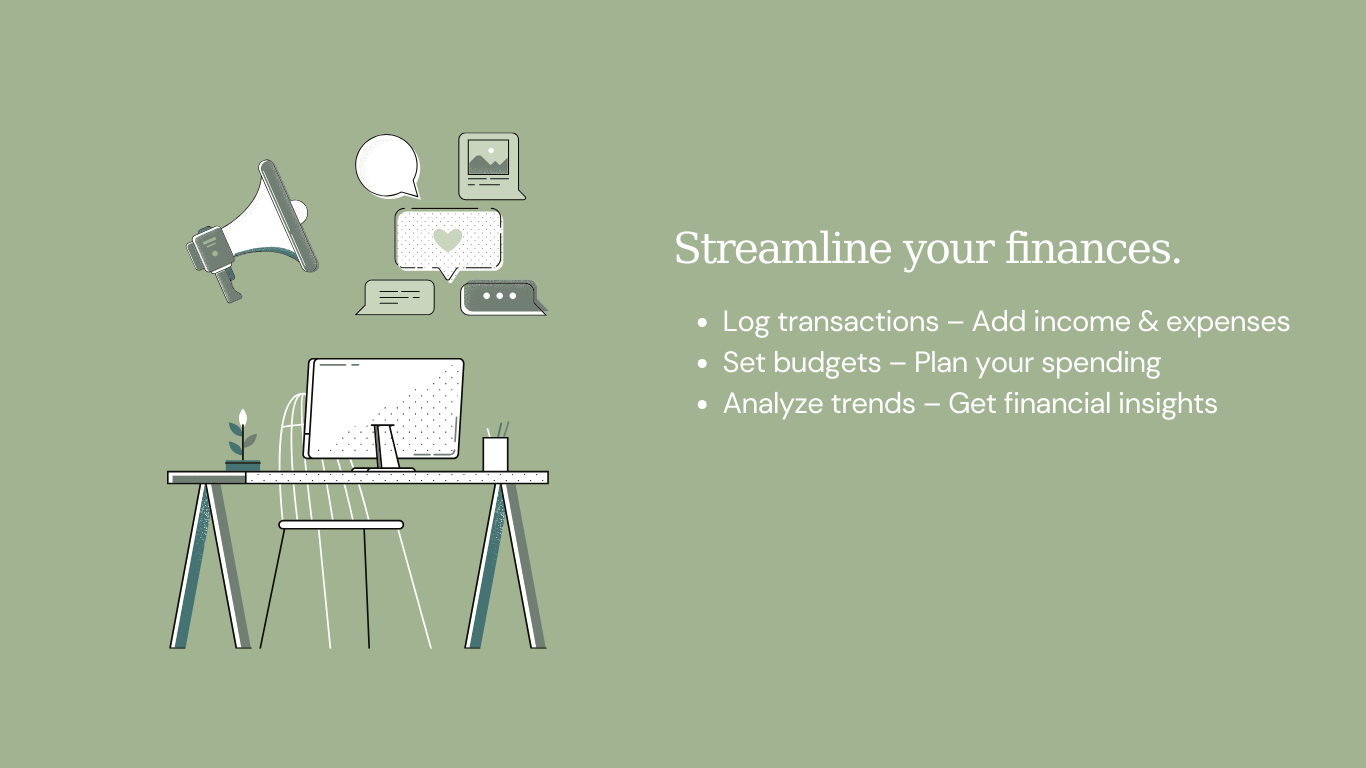 Streamline your finances.
• Log transactions – Add income & expenses
• Set budgets – Plan your spending
• Analyze trends – Get financial insights